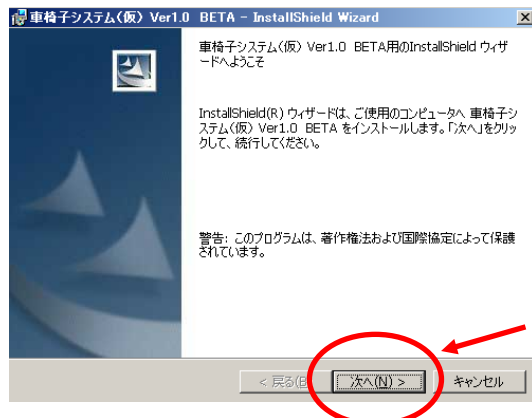 車椅子システム(仮) Ver1.0 BETA - InstallShield Wizard
車椅子システム(仮) Ver1.0 BETA用のInstallShield ウィザ
ードへようこそ
InstallShield(R) ウィザードは、ご使用のコンピュータへ 車椅子シ
ステム(仮) Ver1.0 BETA をインストールします。「次へ」をクリッ
クして、続行してください。
警告: このプログラムは、著作権法および国際協定によって保護
されています。
< 戻る(B
次へ(N) >
キャンセル